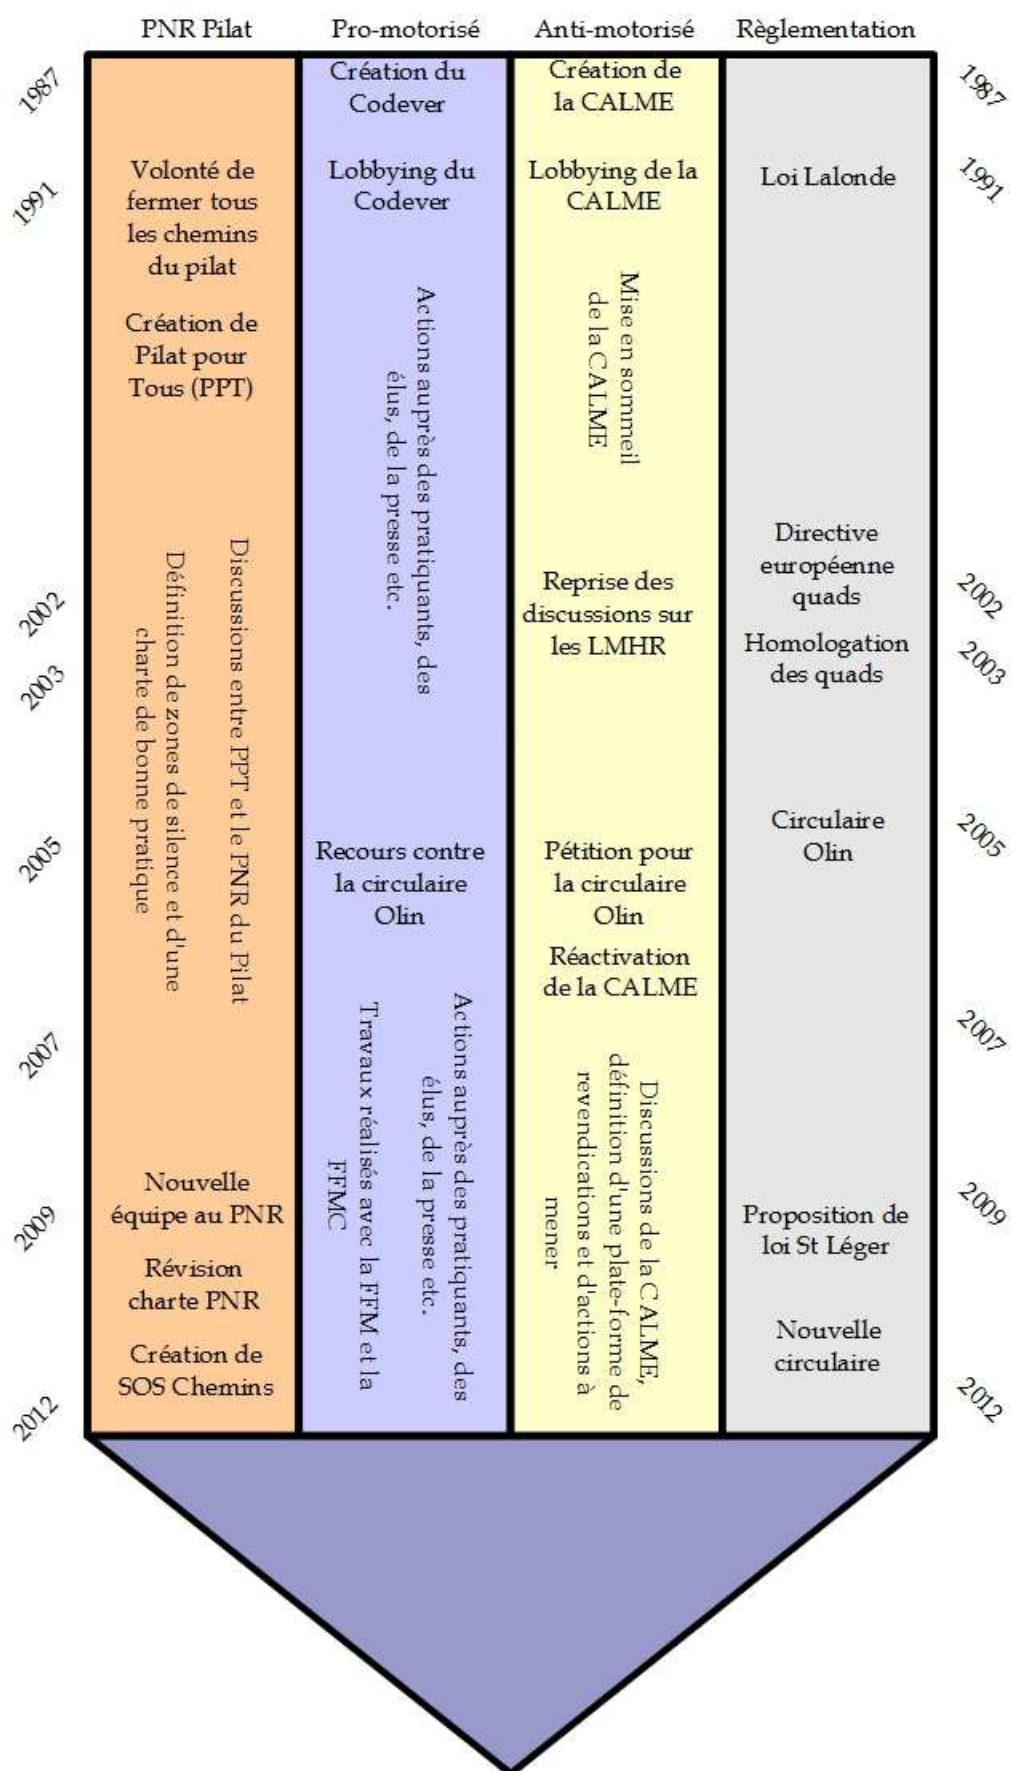 PNR Pilat
Pro-motorisé
Anti-motorisé
Règlementation
1987
1991
2002
2003
2005
2007
2009
2012
Volonté de
fermer tous
les chemins
du pilat
Création de
Pilat pour
Tous (PPT)
Discussions entre PPT et le PNR du Pilat
Définition de zones de silence et d'une
charte de bonne pratique
Nouvelle
équipe au PNR
Révision
charte PNR
Création de
SOS Chemins
Création du
Codever
Lobbying du
Codever
Actions auprès des pratiquants, des
élus, de la presse etc.
Recours contre
la circulaire
Olin
Actions auprès des pratiquants, des
élus, de la presse etc.
Travaux réalisés avec la FFM et la
FFMC
Création de
la CALME
Lobbying de la
CALME
Mise en sommeil
de la CALME
Reprise des
discussions sur
les LMHR
Pétition pour
la circulaire
Olin
Réactivation
de la CALME
Discussions de la CALME,
définition d'une plate-forme de
revendications et d'actions à
mener
Loi Lalonde
Directive
européenne
quads
Homologation
des quads
Circulaire
Olin
Proposition de
loi St Léger
Nouvelle
circulaire
1987
1991
2002
2003
2005
2007
2009
2012